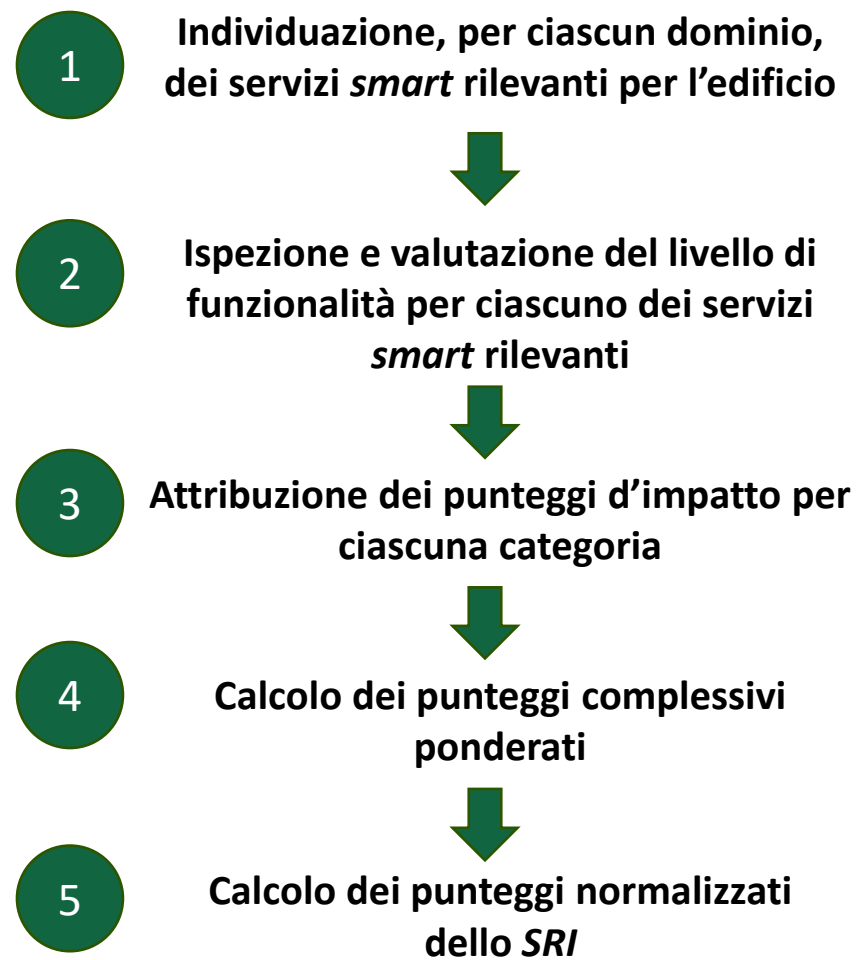 1
Individuazione, per ciascun dominio,
dei servizi smart rilevanti per l'edificio
2
Ispezione e valutazione del livello di
funzionalità per ciascuno dei servizi
smart rilevanti
3
Attribuzione dei punteggi d'impatto per
ciascuna categoria
4
Calcolo dei punteggi complessivi
ponderati
5
Calcolo dei punteggi normalizzati
dello SRI